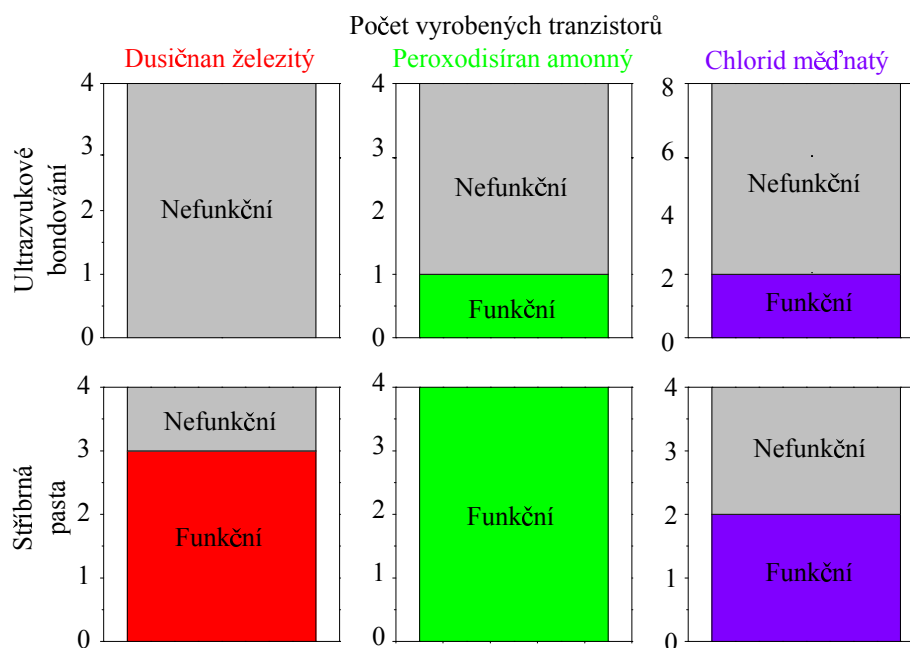 Počet vyrobených tranzistorů
Dusičnan železitý
Peroxodisíran amonný
Chlorid měďnatý
Ultrazvukové
bondování
4
3
2
1
0
Nefunkční
4
3
2
1
0
Nefunkční
Funkční
8
6
4
2
0
Nefunkční
Funkční
Stříbrná
pasta
4
3
2
1
0
Nefunkční
Funkční
4
3
2
1
0
Funkční
4
3
2
1
0
Nefunkční
Funkční